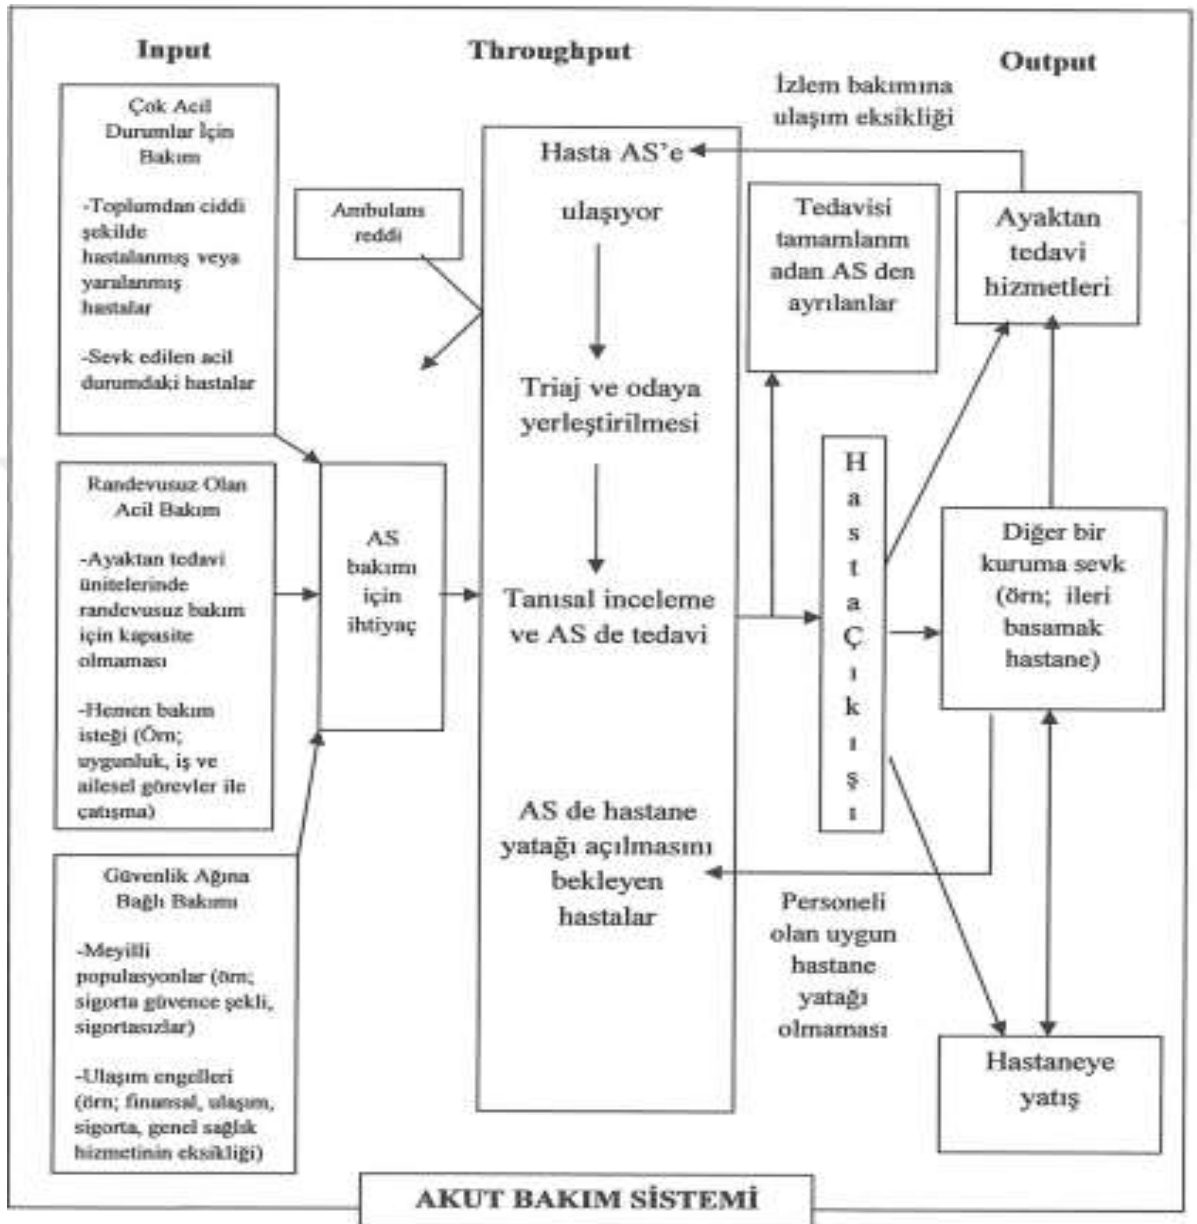 Input
Throughput
Output
Çok Acil
Durumlar İçin
Bakım
-Toplumdan ciddi
şekilde
hastalanmış veya
yaralanmış
hastalar
-Sevk edilen acil
durumdaki hastalar
Randevusuz Olan
Acil Bakım
-Ayaktan tedavi
ünitelerinde
randevusuz bakım
için kapasite
olmaması
-Hemen bakım
isteği (Örn;
uygunluk, iş ve
ailesel görevler ile
çatışma)
Güvenlik Ağına
Bağlı Bakımı
-Meyilli
populasyonlar (örn;
sigorta güvence şekli,
sigortasızlar)
-Ulaşım engelleri
(örn; finansal, ulaşım,
sigorta, genel sağlık
hizmetinin eksikliği)
Ambulans
reddi
AS
bakımı
için
ihtiyaç
Hasta AS'e
ulaşıyor
Triaj ve odaya
yerleştirilmesi
Tanısal inceleme
ve AS de tedavi
AS de hastane
yatağı açılmasını
bekleyen
hastalar
İzlem bakımına
ulaşım eksikliği
Tedavisi
tamamlanm
adan AS den
ayrılanlar
H
a
s
t
a
Ç
ı
k
ı
ş
ı
Personeli
olan uygun
hastane
yatağı
olmaması
Ayaktan
tedavi
hizmetleri
Diğer bir
kuruma sevk
(örn; ileri
basamak
hastane)
Hastaneye
yatış
AKUT BAKIM SİSTEMİ